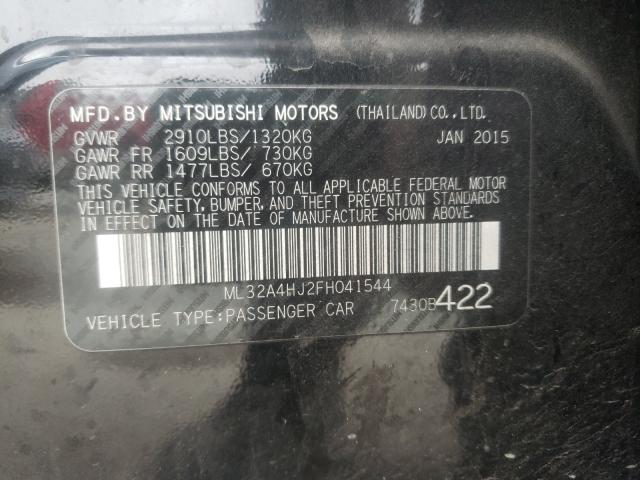 MFD.BY MITSUBISHI MOTORS (THAILAND)CO.,LTD.
GVWR 2910LBS/1320KG JAN 2015
GAWR FR 1609LBS/ 730KG
GAWR RR 1477LBS/ 670KG
THIS VEHICLE CONFORMS TO ALL APPLICABLE FEDERAL MOTOR
VEHICLE SAFETY, BUMPER, AND THEFT PREVENTION STANDARDS
IN EFFECT ON THE DATE OF MANUFACTURE SHOWN ABOVE.
ML32A4HJ2FH041544
VEHICLE TYPE:PASSENGER CAR 7430B422